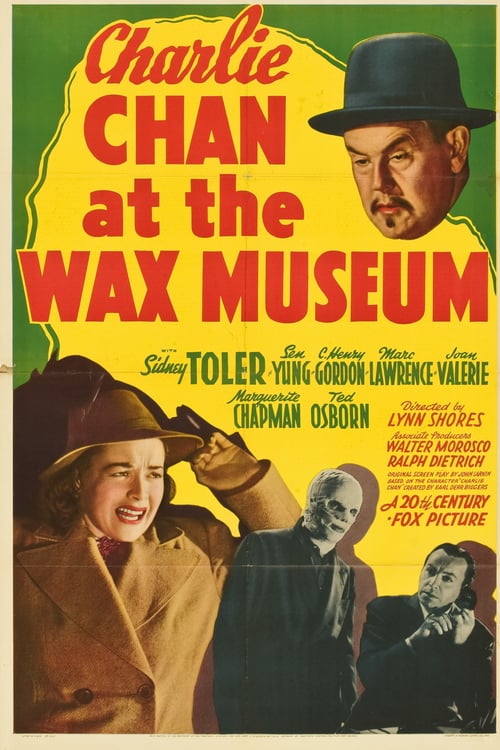 Charlie
CHAN
at the
WAX MUSEUM
WITH
Sidney TOLER · Sen YUNG · C. Henry GORDON · Marc LAWRENCE · Joan VALERIE
Marguerite CHAPMAN Ted OSBORN
Directed by
LYNN SHORES
Associate Producers
WALTER MOROSCO
RALPH DIETRICH
ORIGINAL SCREEN PLAY BY JOHN LARKIN
BASED ON THE CHARACTER "CHARLIE
CHAN" CREATED BY EARL DERR BIGGERS
A 20th CENTURY
·FOX PICTURE